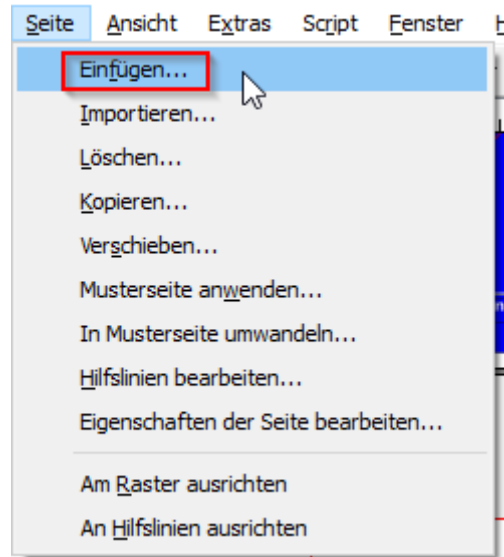 Seite Ansicht Extras Script Fenster
Einfügen...
Importieren...
Löschen...
Kopieren...
Verschieben...
Musterseite anwenden...
In Musterseite umwandeln...
Hilfslinien bearbeiten...
Eigenschaften der Seite bearbeiten...
Am Raster ausrichten
An Hilfslinien ausrichten